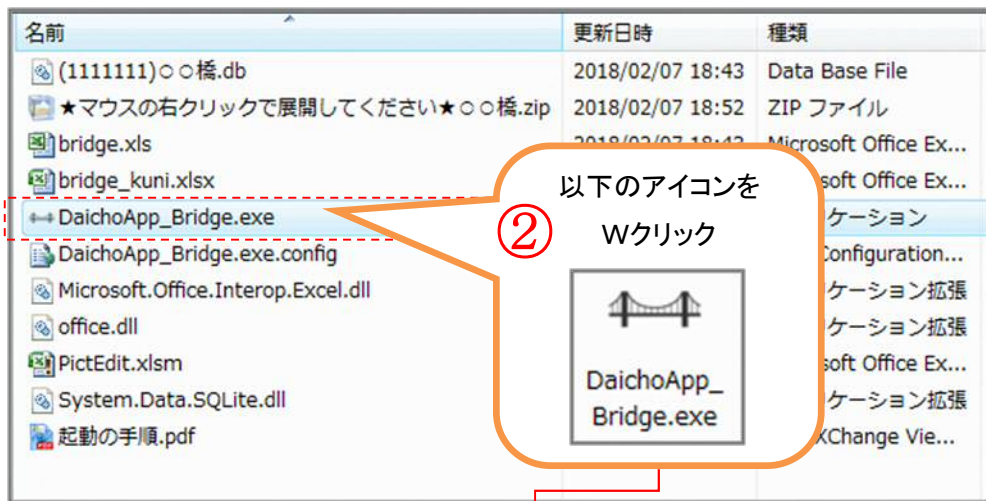 名前 更新日時 種類
(1111111)○○橋.db 2018/02/07 18:43 Data Base File
★マウスの右クリックで展開してください★○○橋.zip 2018/02/07 18:52 ZIP ファイル
bridge.xls 2018/02/07 18:43 Microsoft Office Ex...
bridge_kuni.xlsx soft Office Ex...
DaichoApp_Bridge.exe ケーション
DaichoApp_Bridge.exe.config Configuration...
Microsoft.Office.Interop.Excel.dll ケーション拡張
office.dll ケーション拡張
PictEdit.xlsm soft Office Ex...
System.Data.SQLite.dll ケーション拡張
起動の手順.pdf XChange Vie...
②
以下のアイコンを
Wクリック
DaichoApp_
Bridge.exe